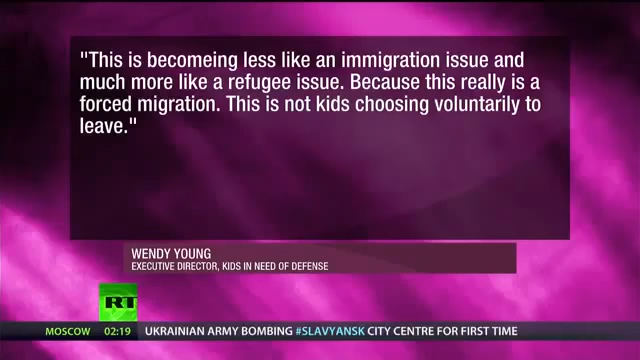 "This is becomeing less like an immigration issue and
much more like a refugee issue. Because this really is a
forced migration. This is not kids choosing voluntarily to
leave."
WENDY YOUNG
EXECUTIVE DIRECTOR, KIDS IN NEED OF DEFENSE
RT
MOSCOW 02:19 UKRAINIAN ARMY BOMBING #SLAVYANSK CITY CENTRE FOR FIRST TIME